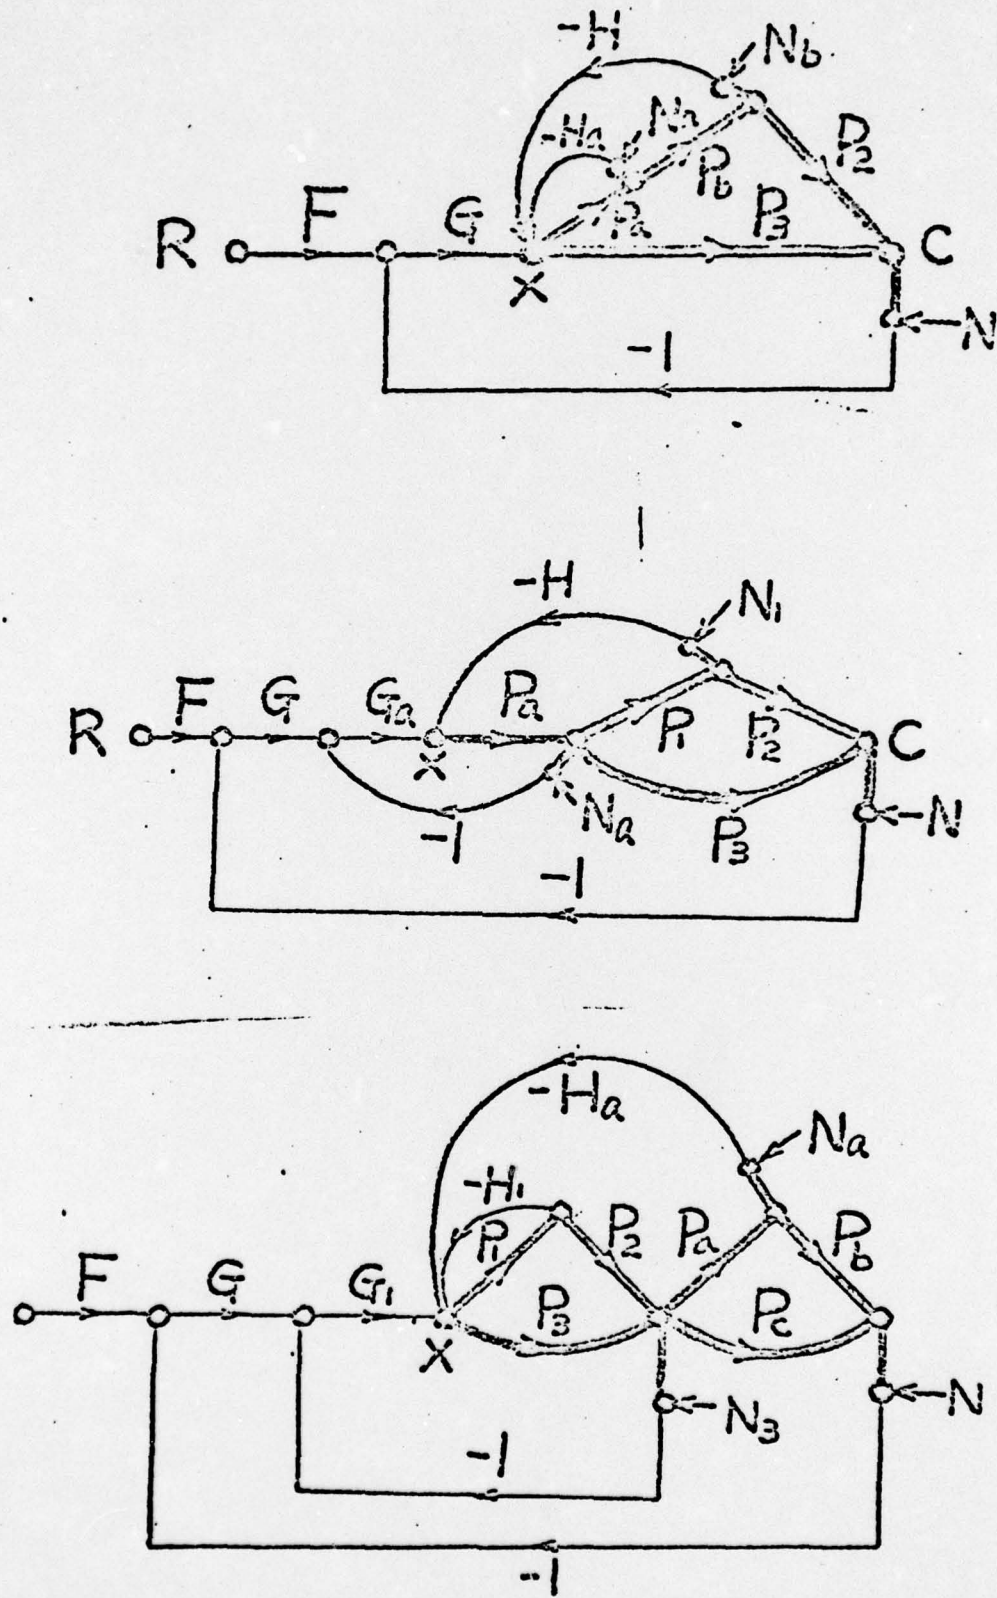 -H Nb
-Ha Na
Pb P2
R F G Pa P3 C
X
N
-1
-H N1
R F G Ga Pa P1 P2 C
X
-1 Na P3 N
-1
-Ha
Na
-H1
P1 P2 Pa Pb
F G G1 P3 Pc
X
N3 N
-1
-1